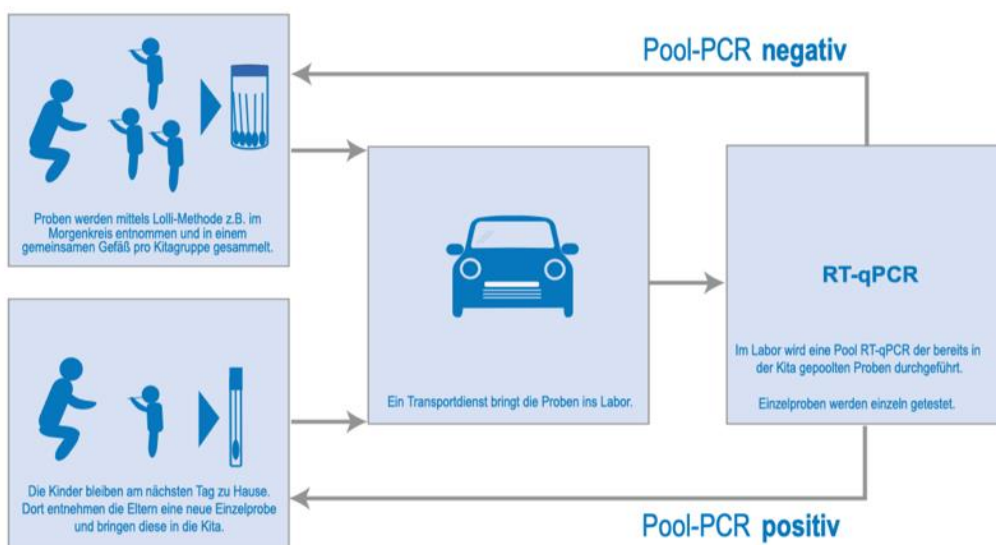 Pool-PCR negativ
Proben werden mittels Lolli-Methode z.B. im
Morgenkreis entnommen und in einem
gemeinsamen Gefäß pro Kitagruppe gesammelt.
Ein Transportdienst bringt die Proben ins Labor.
RT-qPCR
Im Labor wird eine Pool RT-qPCR der bereits in
der Kita gepoolten Proben durchgeführt.
Einzelproben werden einzeln getestet.
Die Kinder bleiben am nächsten Tag zu Hause.
Dort entnehmen die Eltern eine neue Einzelprobe
und bringen diese in die Kita.
Pool-PCR positiv